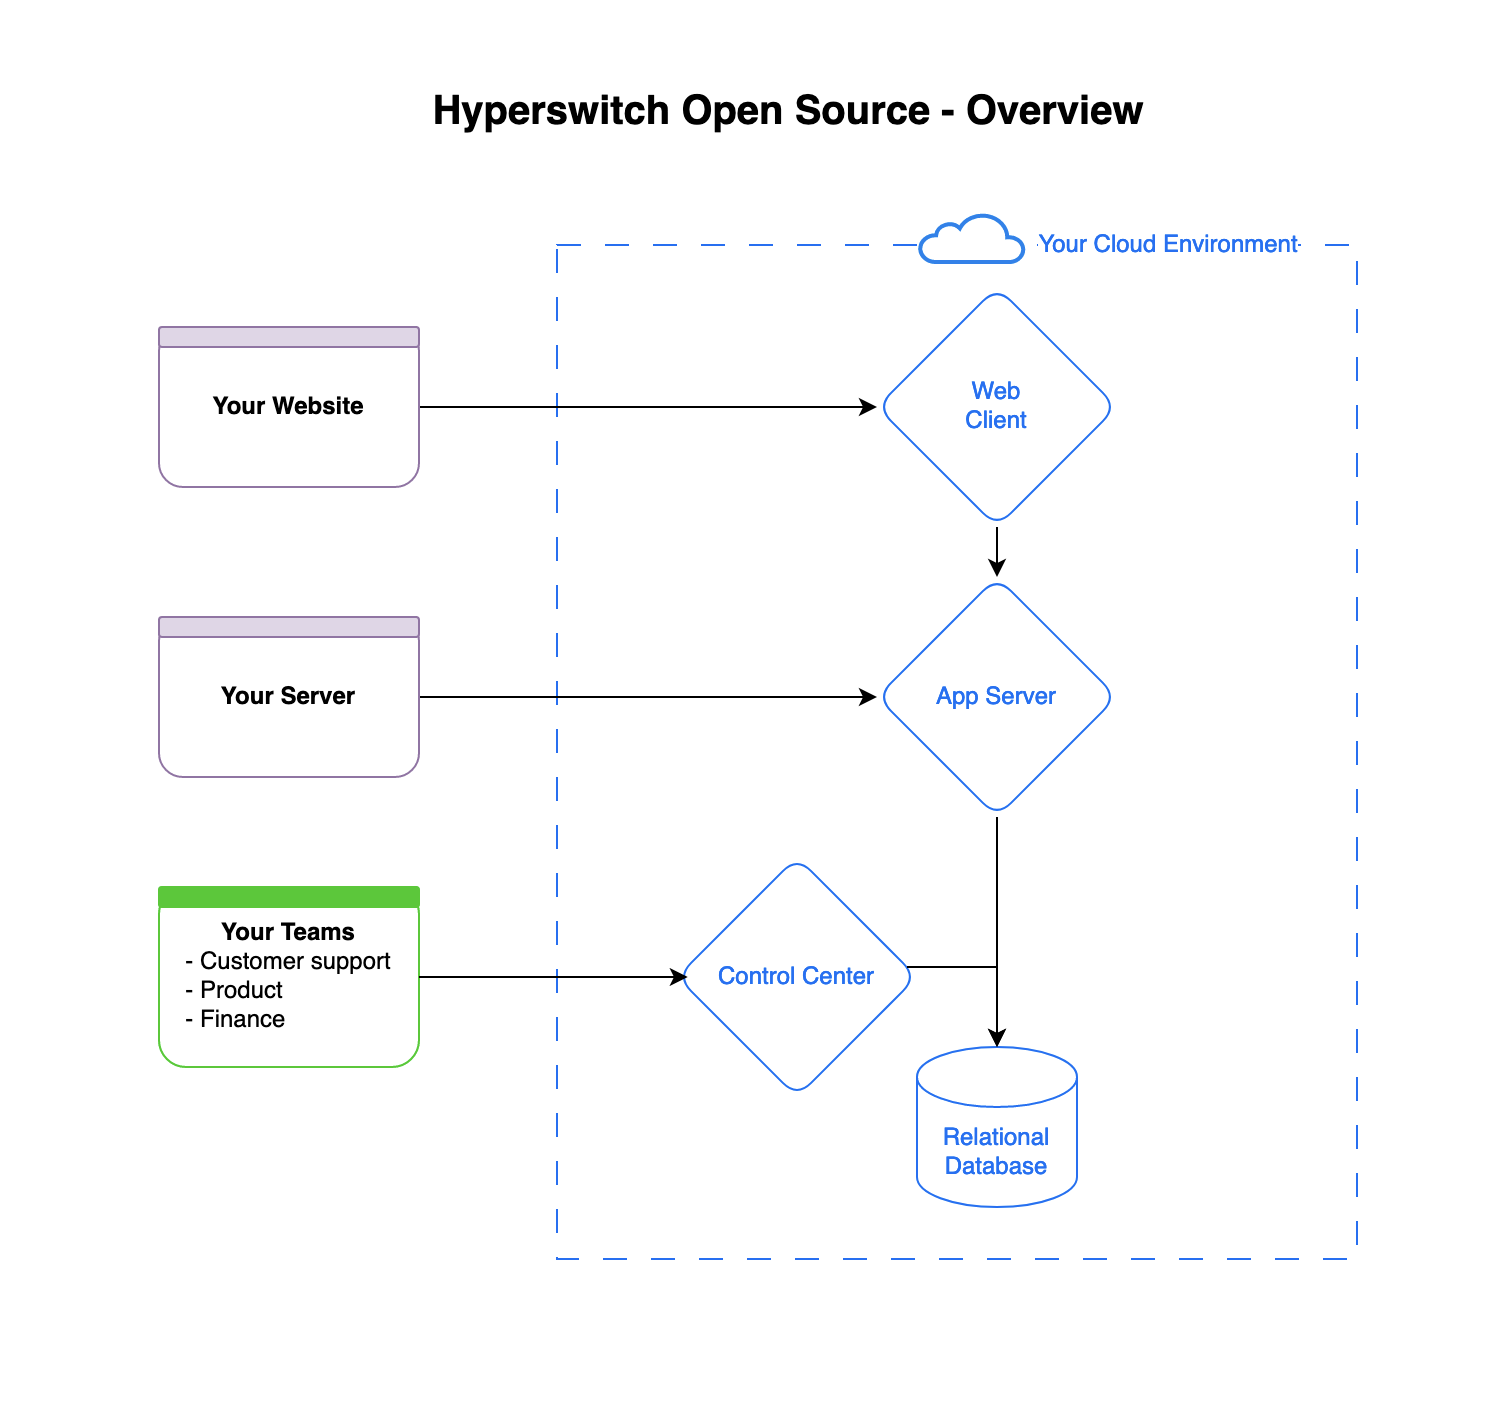 Hyperswitch Open Source - Overview
Your Cloud Environment
Your Website
Web
Client
Your Server
App Server
Your Teams
- Customer support
- Product
- Finance
Control Center
Relational
Database